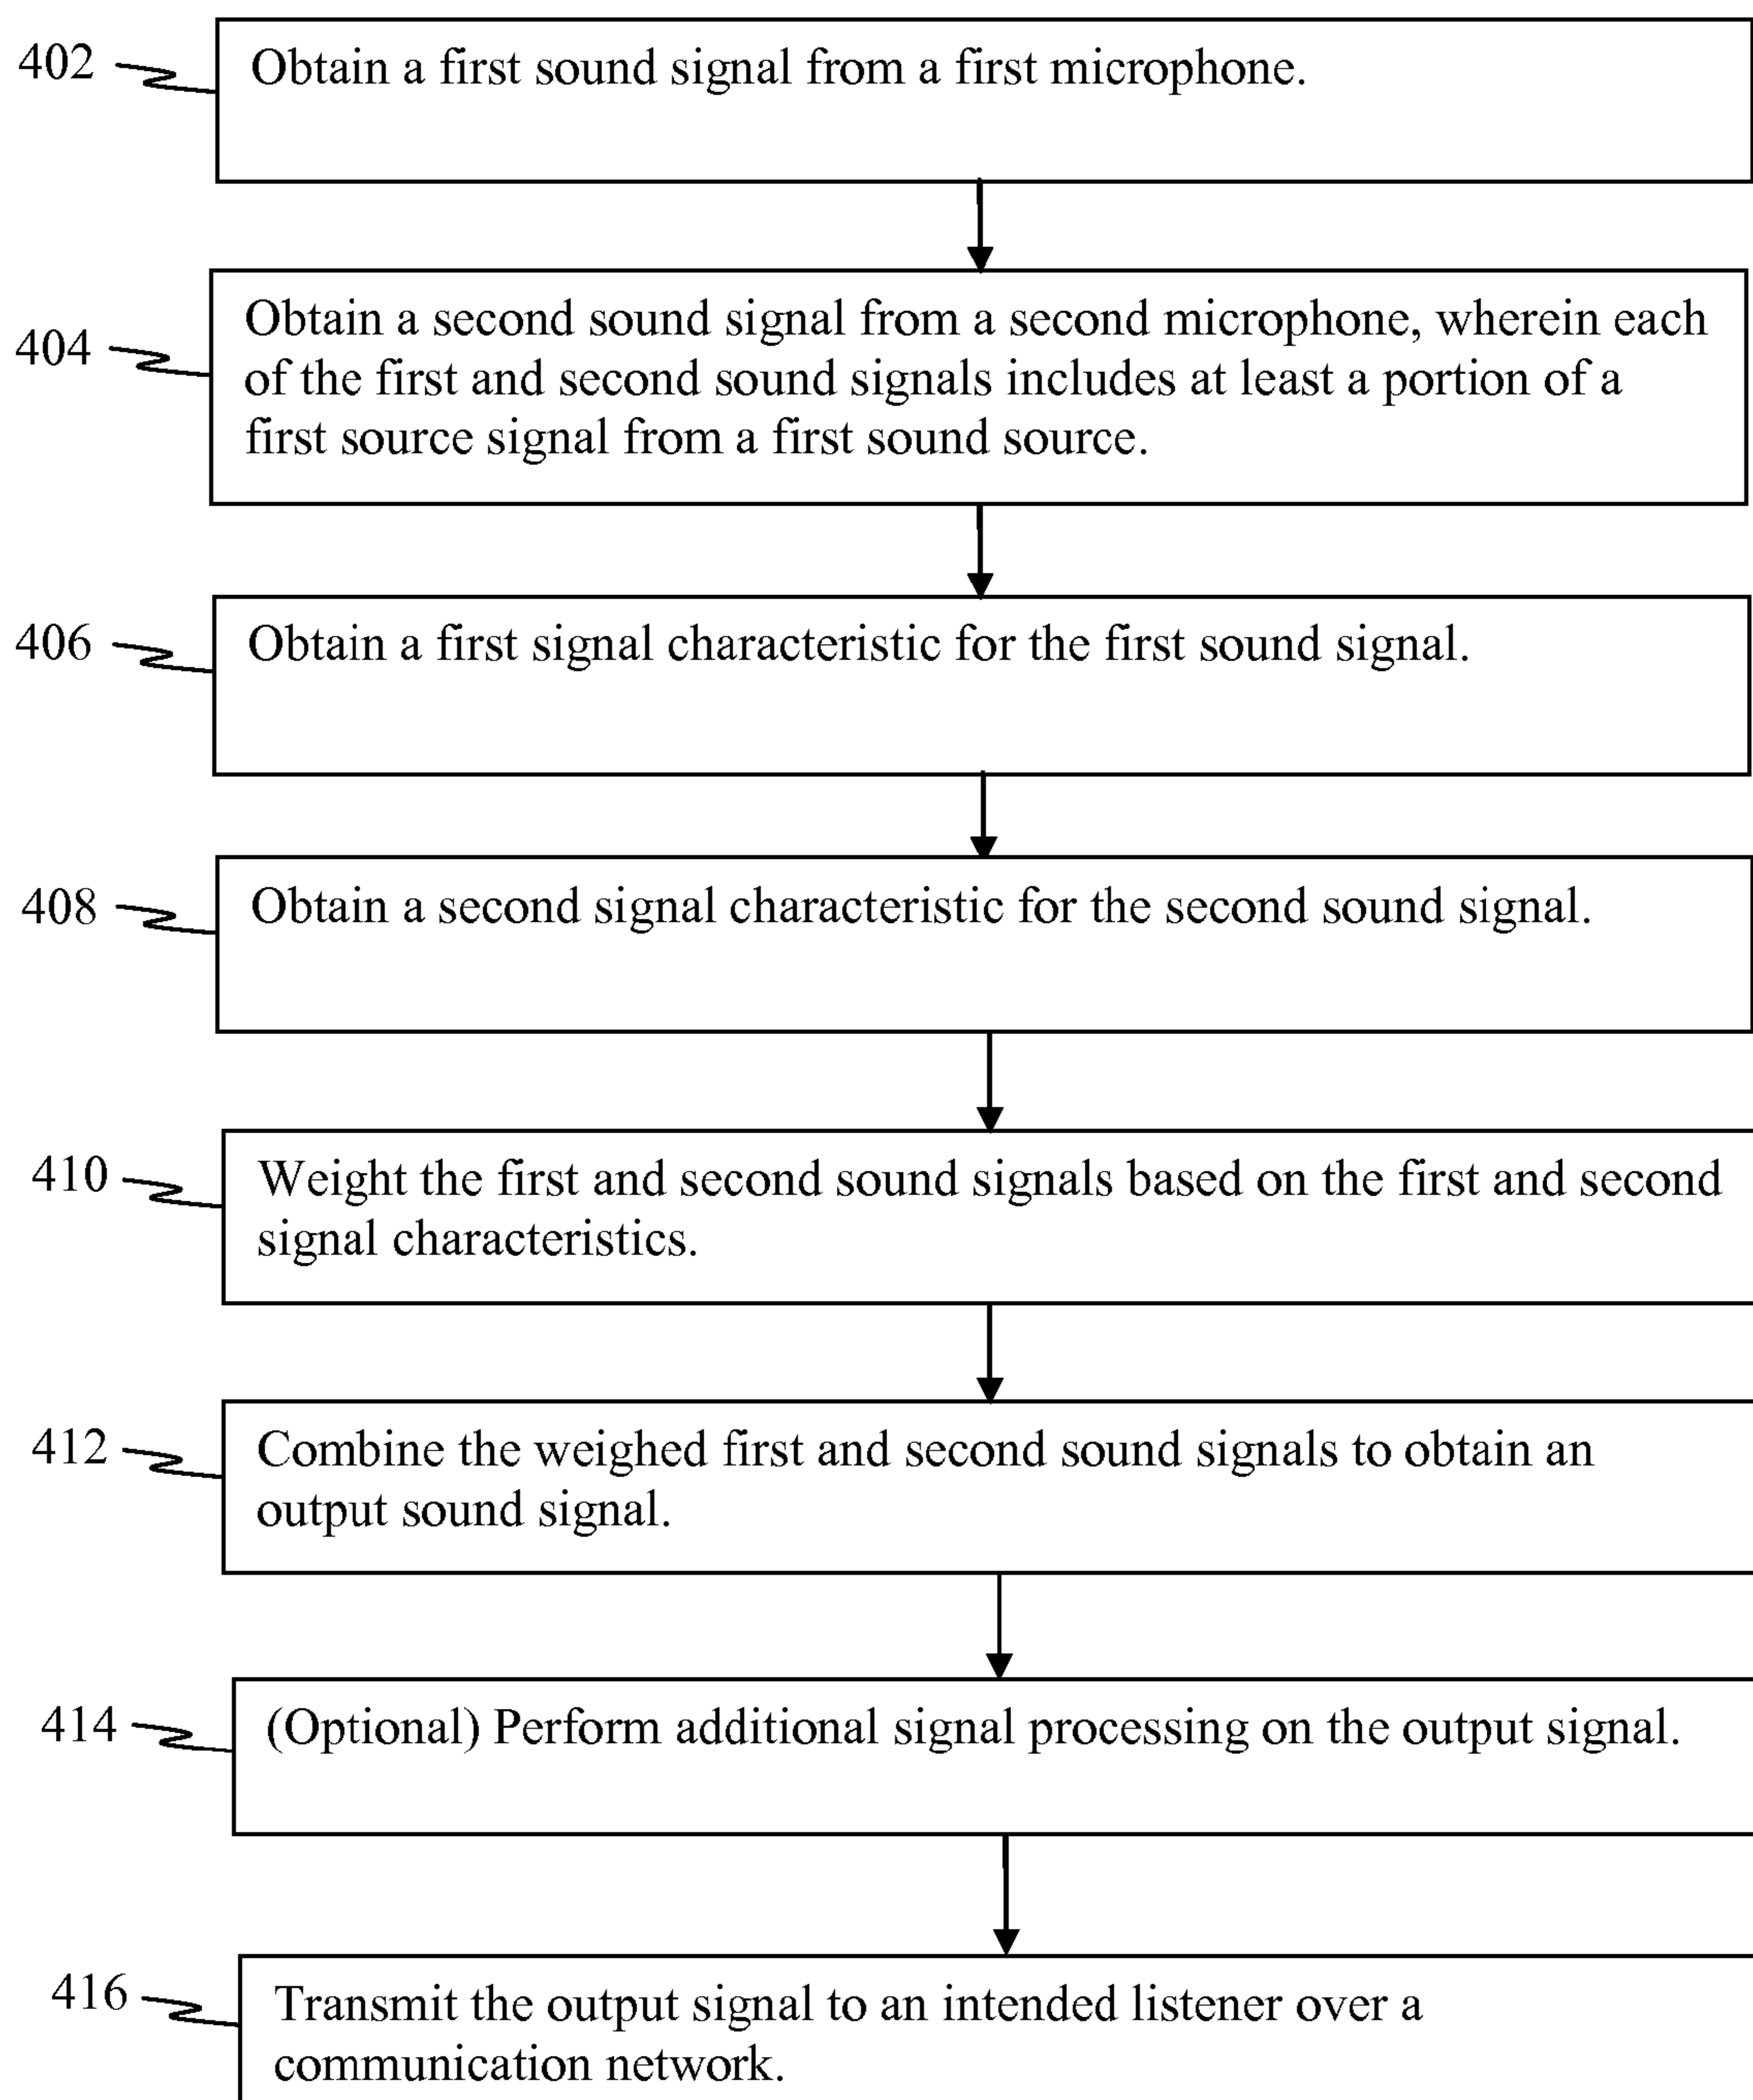 402
Obtain a first sound signal from a first microphone.
404
Obtain a second sound signal from a second microphone, wherein each
of the first and second sound signals includes at least a portion of a
first source signal from a first sound source.
406
Obtain a first signal characteristic for the first sound signal.
408
Obtain a second signal characteristic for the second sound signal.
410
Weight the first and second sound signals based on the first and second
signal characteristics.
412
Combine the weighed first and second sound signals to obtain an
output sound signal.
414
(Optional) Perform additional signal processing on the output signal.
416
Transmit the output signal to an intended listener over a
communication network.